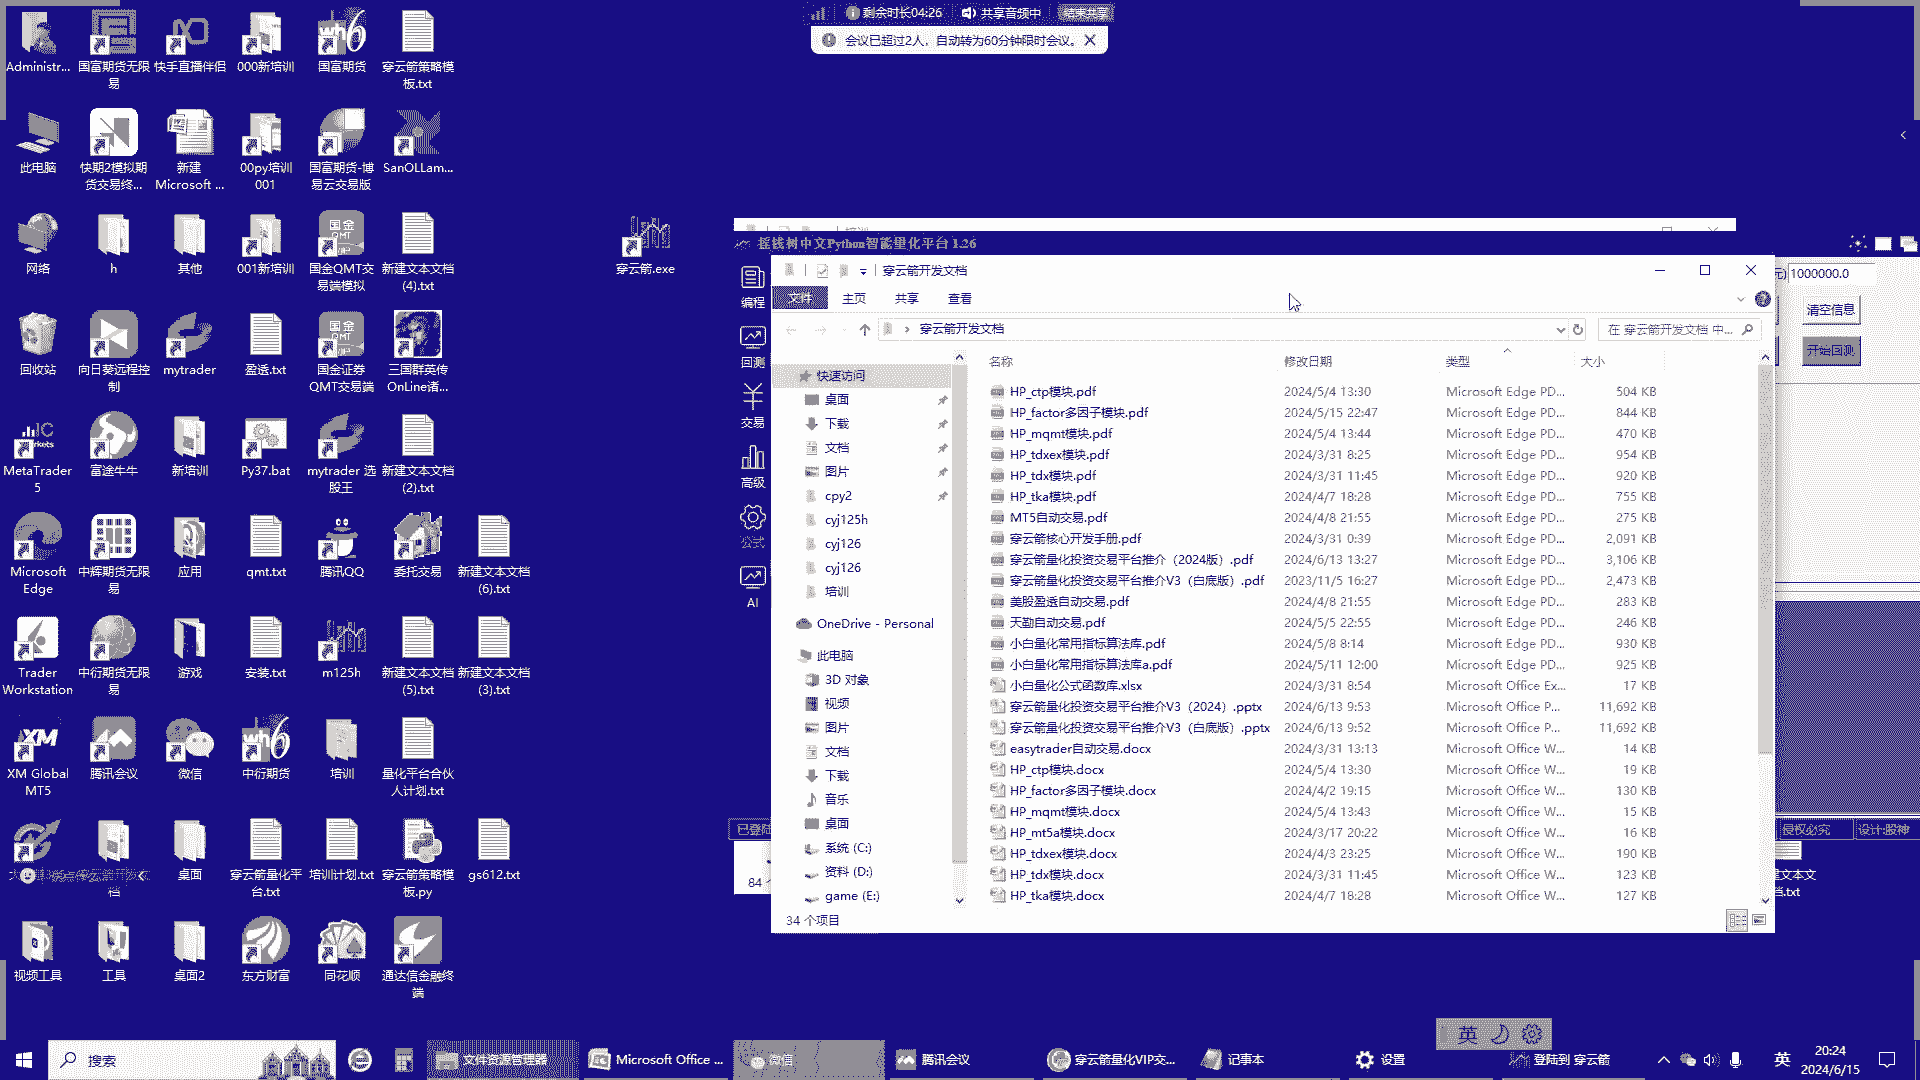 剩余时长04:26 共享音频中 结束共享
会议已超过2人，自动转为60分钟限时会议。
Administr...
国富期货无限易
快手直播伴侣
000新培训
国富期货
穿云箭策略模板.txt
此电脑
快期2模拟期货交易终...
新建 Microsoft ...
00py培训001
国富期货-博易云交易版
SanOLLam...
网络
h
其他
001新培训
国金QMT交易端模拟
新建文本文档(4).txt
穿云箭.exe
回收站
向日葵远程控制
mytrader
盈透.txt
国金证券QMT交易端
三国群英传OnLine诸...
MetaTrader 5
富途牛牛
新培训
Py37.bat
mytrader 选股王
新建文本文档(2).txt
Microsoft Edge
中辉期货无限易
应用
qmt.txt
腾讯QQ
委托交易
新建文本文档(6).txt
Trader Workstation
中衍期货无限易
游戏
安装.txt
m125h
新建文本文档(5).txt
新建文本文档(3).txt
XM Global MT5
腾讯会议
微信
中衍期货
培训
量化平台合伙人计划.txt
桌面
穿云箭量化平台.txt
培训计划.txt
穿云箭策略模板.py
gs612.txt
视频工具
工具
桌面2
东方财富
同花顺
通达信金融终端
摇钱树中文Python智能量化平台 1.26
编程
回测
交易
高级
公式
AI
1000000.0
清空信息
开始回测
侵权必究
设计:股神
84
穿云箭开发文档
文件 主页 共享 查看
穿云箭开发文档
在 穿云箭开发文档 中...
快速访问
桌面
下载
文档
图片
cpy2
cyj125h
cyj126
cyj126
培训
OneDrive - Personal
此电脑
3D 对象
视频
图片
文档
下载
音乐
桌面
系统 (C:)
资料 (D:)
game (E:)
名称 修改日期 类型 大小
HP_ctp模块.pdf 2024/5/4 13:30 Microsoft Edge PD... 504 KB
HP_factor多因子模块.pdf 2024/5/15 22:47 Microsoft Edge PD... 844 KB
HP_mqmt模块.pdf 2024/5/4 13:44 Microsoft Edge PD... 470 KB
HP_tdxex模块.pdf 2024/3/31 8:25 Microsoft Edge PD... 954 KB
HP_tdx模块.pdf 2024/3/31 11:45 Microsoft Edge PD... 920 KB
HP_tka模块.pdf 2024/4/7 18:28 Microsoft Edge PD... 755 KB
MT5自动交易.pdf 2024/4/8 21:55 Microsoft Edge PD... 275 KB
穿云箭核心开发手册.pdf 2024/3/31 0:39 Microsoft Edge PD... 2,091 KB
穿云箭量化投资交易平台推介（2024版）.pdf 2024/6/13 13:27 Microsoft Edge PD... 3,106 KB
穿云箭量化投资交易平台推介V3（白底版）.pdf 2023/11/5 16:27 Microsoft Edge PD... 2,473 KB
美股盈透自动交易.pdf 2024/4/8 21:55 Microsoft Edge PD... 283 KB
天勤自动交易.pdf 2024/5/5 22:55 Microsoft Edge PD... 246 KB
小白量化常用指标算法库.pdf 2024/5/8 8:14 Microsoft Edge PD... 930 KB
小白量化常用指标算法库a.pdf 2024/5/11 12:00 Microsoft Edge PD... 925 KB
小白量化公式函数库.xlsx 2024/3/31 8:54 Microsoft Office Ex... 17 KB
穿云箭量化投资交易平台推介V3（2024）.pptx 2024/6/13 9:53 Microsoft Office P... 11,692 KB
穿云箭量化投资交易平台推介V3（白底版）.pptx 2024/6/13 9:52 Microsoft Office P... 11,692 KB
easytrader自动交易.docx 2024/3/31 13:13 Microsoft Office W... 14 KB
HP_ctp模块.docx 2024/5/4 13:30 Microsoft Office W... 19 KB
HP_factor多因子模块.docx 2024/4/2 19:15 Microsoft Office W... 130 KB
HP_mqmt模块.docx 2024/5/4 13:43 Microsoft Office W... 15 KB
HP_mt5a模块.docx 2024/3/17 20:22 Microsoft Office W... 16 KB
HP_tdxex模块.docx 2024/4/3 23:25 Microsoft Office W... 190 KB
HP_tdx模块.docx 2024/3/31 11:45 Microsoft Office W... 123 KB
HP_tka模块.docx 2024/4/7 18:28 Microsoft Office W... 127 KB
34 个项目
英
搜索
文件资源管理器
Microsoft Office ...
微信
腾讯会议
穿云箭量化VIP交...
记事本
设置
登陆到 穿云箭
英
20:24
2024/6/15